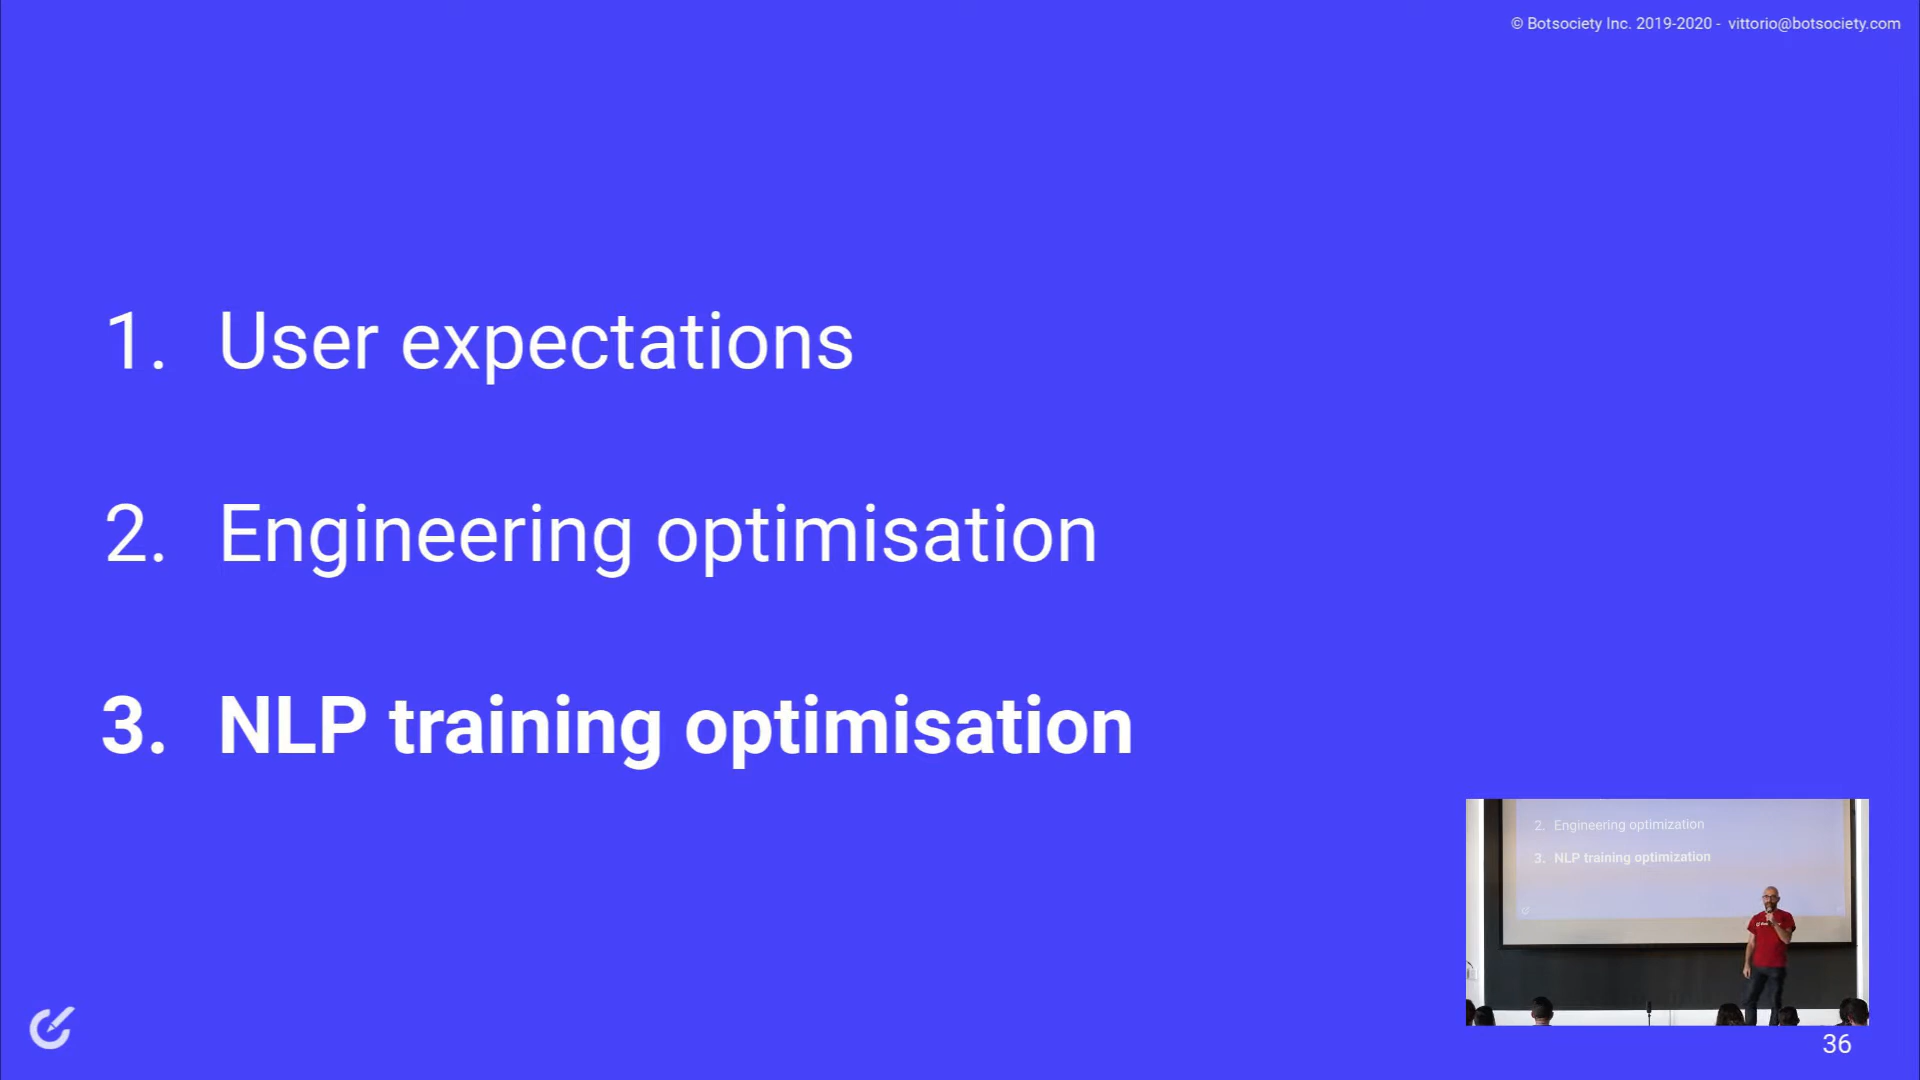 © Botsociety Inc. 2019-2020 - vittorio@botsociety.com
1. User expectations
2. Engineering optimisation
3. NLP training optimisation
2. Engineering optimization
3. NLP training optimization
36